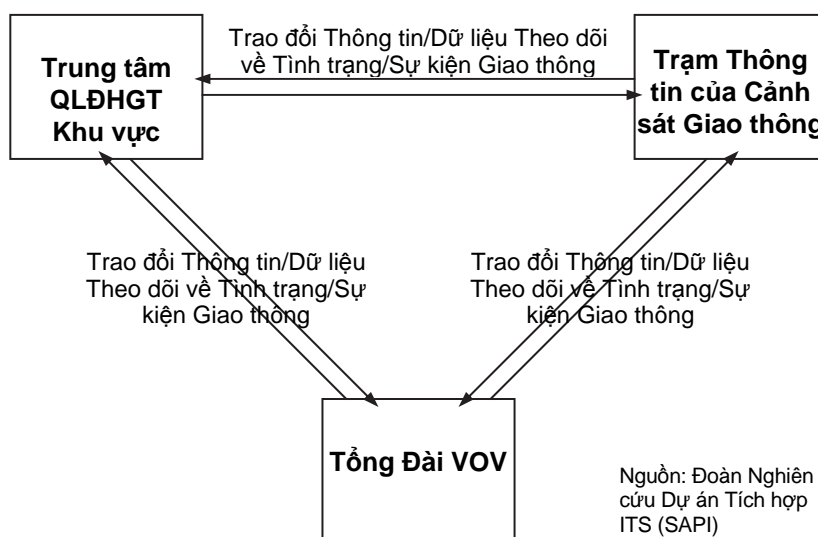 Trao đổi Thông tin/Dữ liệu Theo dõi
về Tình trạng/Sự kiện Giao thông
Trung tâm
QLĐHGT
Khu vực
Trạm Thông
tin của Cảnh
sát Giao thông
Trao đổi Thông tin/Dữ liệu
Theo dõi về Tình trạng/Sự
kiện Giao thông
Trao đổi Thông tin/Dữ liệu
Theo dõi về Tình trạng/Sự
kiện Giao thông
Tổng Đài VOV
Nguồn: Đoàn Nghiên
cứu Dự án Tích hợp
ITS (SAPI)